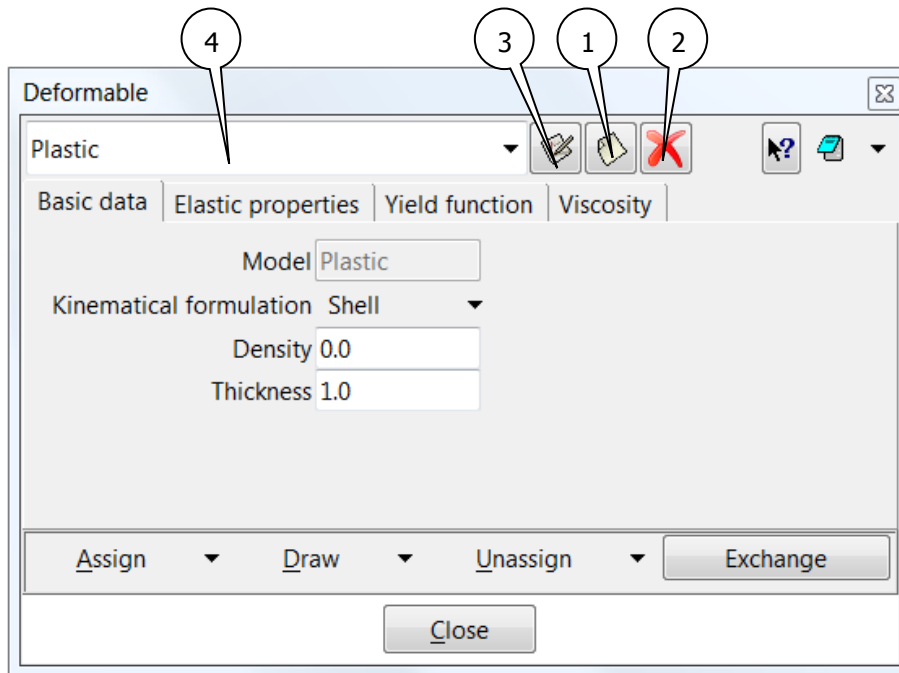 4 3 1 2
Deformable
Plastic
Basic data Elastic properties Yield function Viscosity
Model Plastic
Kinematical formulation Shell
Density 0.0
Thickness 1.0
Assign Draw Unassign Exchange
Close